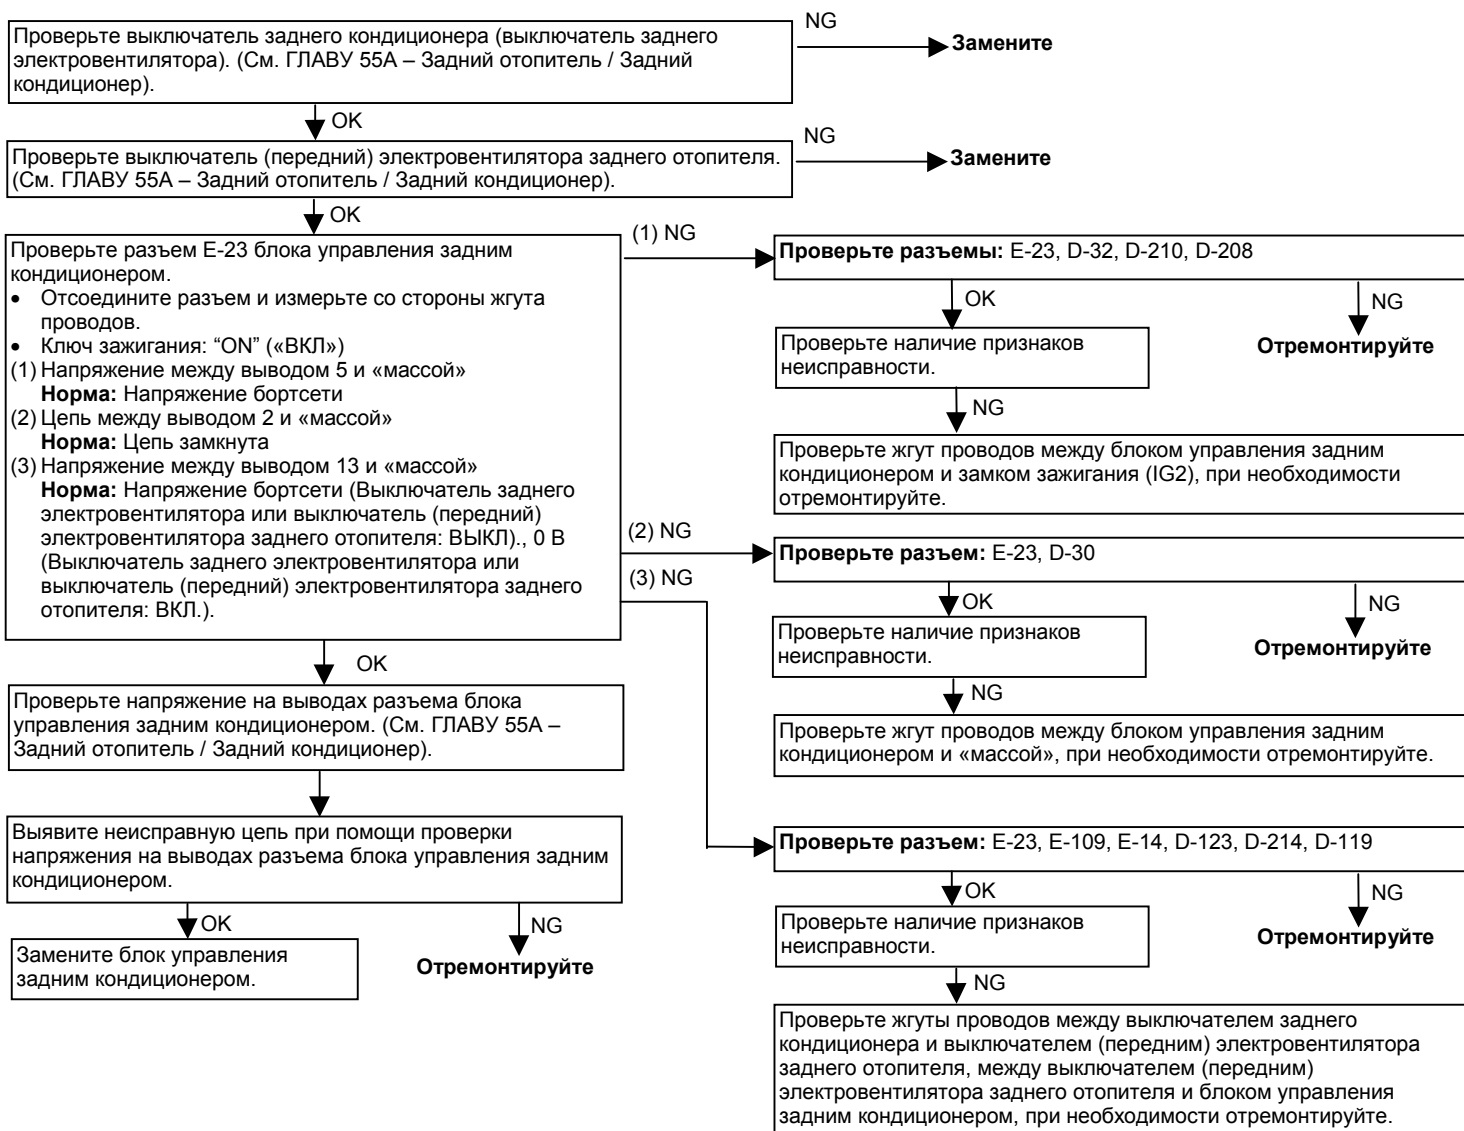 NG
Проверьте выключатель заднего кондионера (выключатель заднего
электровентилятора). (См. ГЛАВУ 55А – Задний отопитель / Задний
кондиционер).
Замените
OK
NG
Проверьте выключатель (передний) электровентилятора заднего отопителя.
(См. ГЛАВУ 55А – Задний отопитель / Задний кондиционер).
Замените
OK
Проверьте разъем E-23 блока управления задним
кондиционером.
• Отсоедините разъем и измерьте со стороны жгута
проводов.
• Ключ зажигания: “ON” («ВКЛ»)
(1) Напряжение между выводом 5 и «массой»
Норма: Напряжение бортсети
(2) Цепь между выводом 2 и «массой»
Норма: Цепь замкнута
(3) Напряжение между выводом 13 и «массой»
Норма: Напряжение бортсети (Выключатель заднего
электровентилятора или выключатель (передний)
электровентилятора заднего отопителя: ВЫКЛ)., 0 В
(Выключатель заднего электровентилятора или
выключатель (передний) электровентилятора заднего
отопителя: ВКЛ.).
(1) NG
Проверьте разъемы: E-23, D-32, D-210, D-208
OK
NG
Проверьте наличие признаков
неисправности.
Отремонтируйте
NG
Проверьте жгут проводов между блоком управления задним
кондиционером и замком зажигания (IG2), при необходимости
отремонтируйте.
(2) NG
Проверьте разъем: E-23, D-30
OK
NG
Проверьте наличие признаков
неисправности.
Отремонтируйте
NG
Проверьте жгут проводов между блоком управления задним
кондиционером и «массой», при необходимости отремонтируйте.
(3) NG
Проверьте разъем: E-23, E-109, E-14, D-123, D-214, D-119
OK
NG
Проверьте наличие признаков
неисправности.
Отремонтируйте
NG
Проверьте жгуты проводов между выключателем заднего
кондиционера и выключателем (передним) электровентилятора
заднего отопителя, между выключателем (передним)
электровентилятора заднего отопителя и блоком управления
задним кондиционером, при необходимости отремонтируйте.
OK
Проверьте напряжение на выводах разъема блока
управления задним кондиционером. (См. ГЛАВУ 55А –
Задний отопитель / Задний кондиционер).
Выявите неисправную цепь при помощи проверки
напряжения на выводах разъема блока управления задним
кондиционером.
OK
NG
Замените блок управления
задним кондиционером.
Отремонтируйте